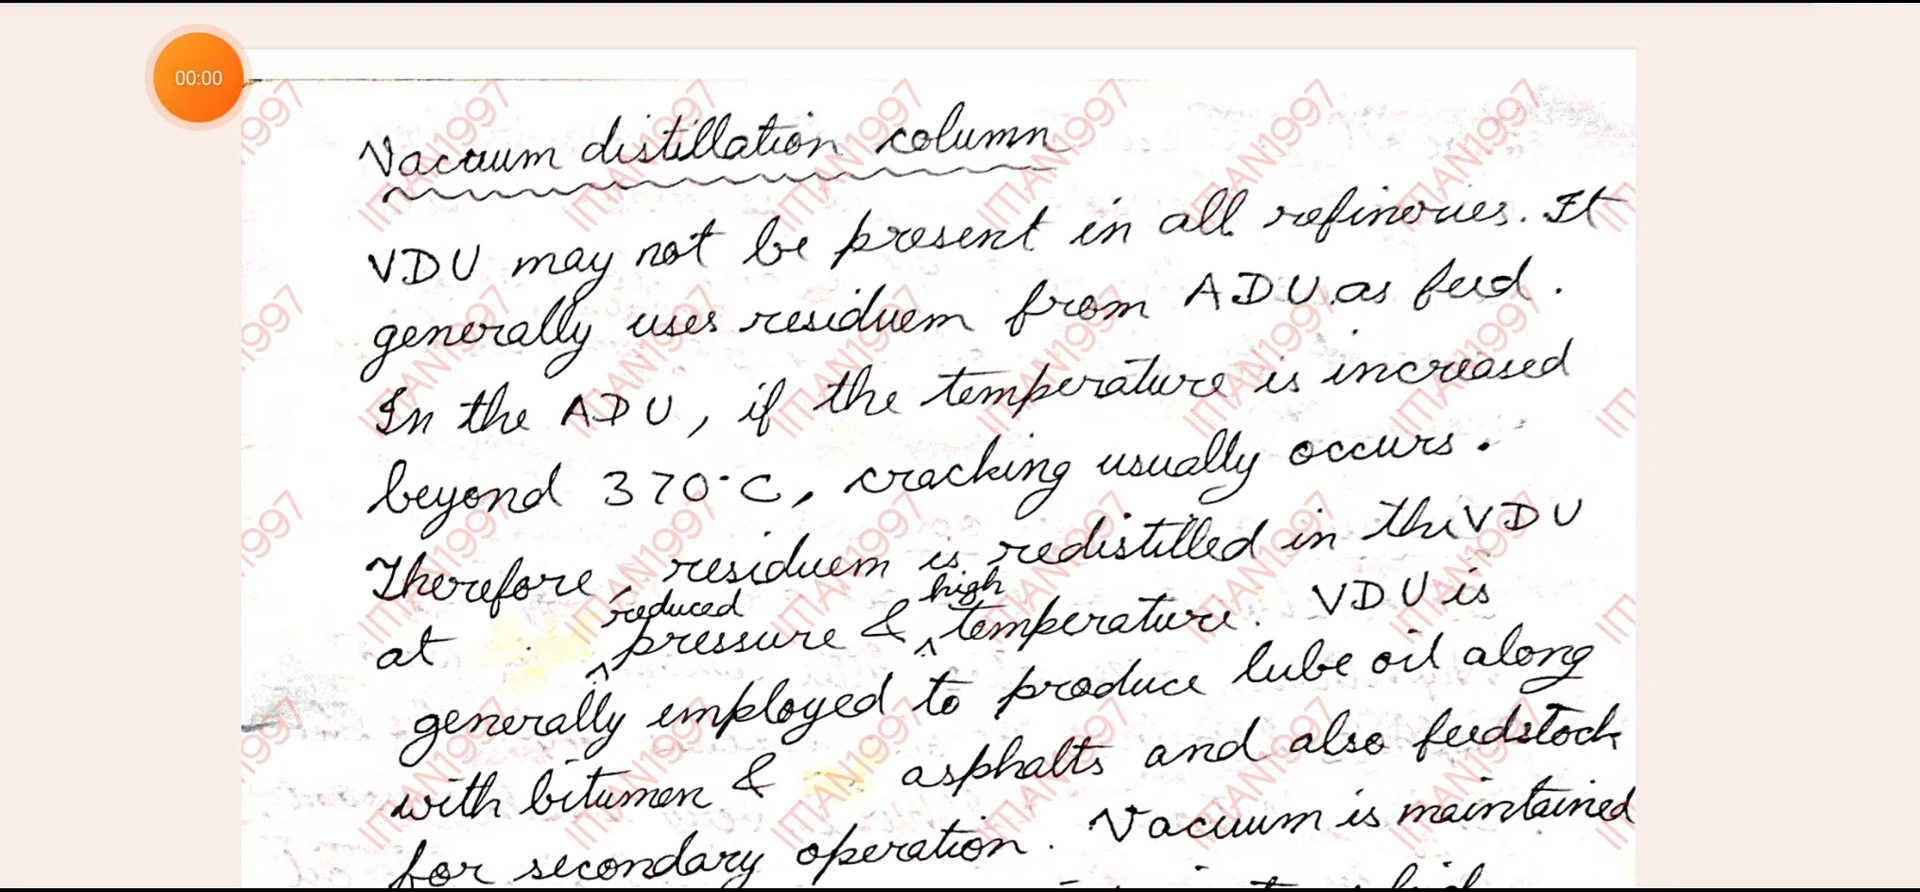 00:00
Vacuum distillation column
VDU may not be present in all refineries. It
generally uses residuem from ADU as feed.
In the ADU, if the temperature is increased
beyond 370°C, cracking usually occurs.
Therefore, residuem is redistilled in the VDU
at reduced pressure & high temperature. VDU is
generally employed to produce lube oil along
with bitumen & asphalts and also feedstock
for secondary operation. Vacuum is maintained
IITIAN1997